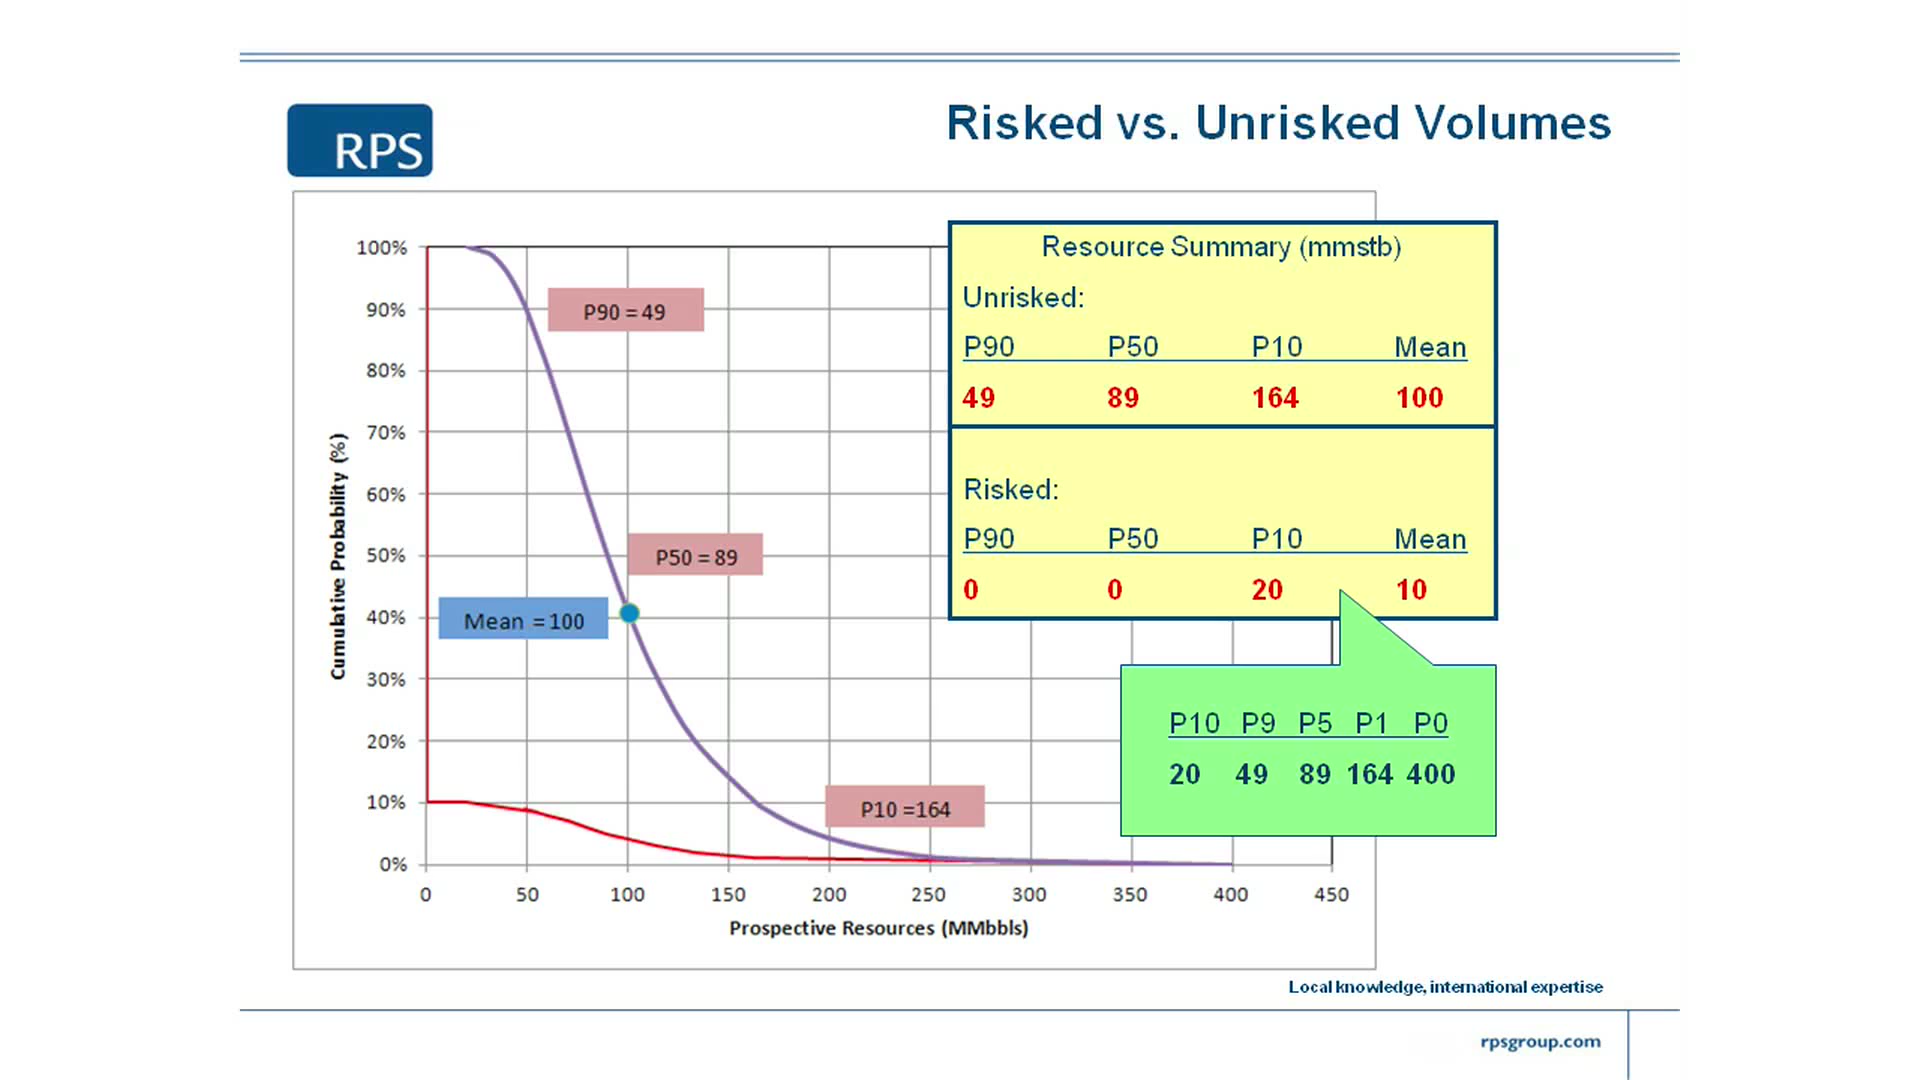 RPS
Risked vs. Unrisked Volumes
Resource Summary (mmstb)
Unrisked:
P90 P50 P10 Mean
49 89 164 100
Risked:
P90 P50 P10 Mean
0 0 20 10
P10 P9 P5 P1 P0
20 49 89 164 400
Cumulative Probability (%)
100%
90%
80%
70%
60%
50%
40%
30%
20%
10%
0%
P90 = 49
P50 = 89
Mean = 100
P10 =164
0 50 100 150 200 250 300 350 400 450
Prospective Resources (MMbbls)
Local knowledge, international expertise
rpsgroup.com